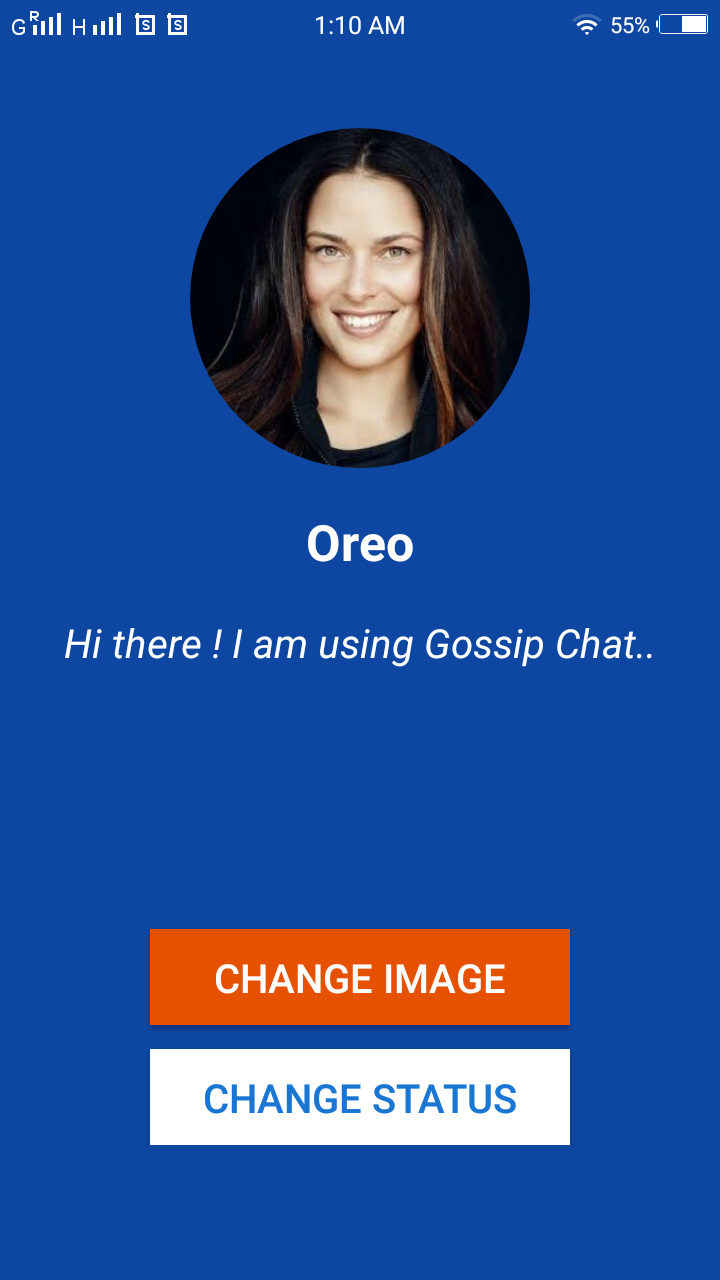 G R H S S 1:10 AM 55%
Oreo
Hi there ! I am using Gossip Chat..
CHANGE IMAGE
CHANGE STATUS